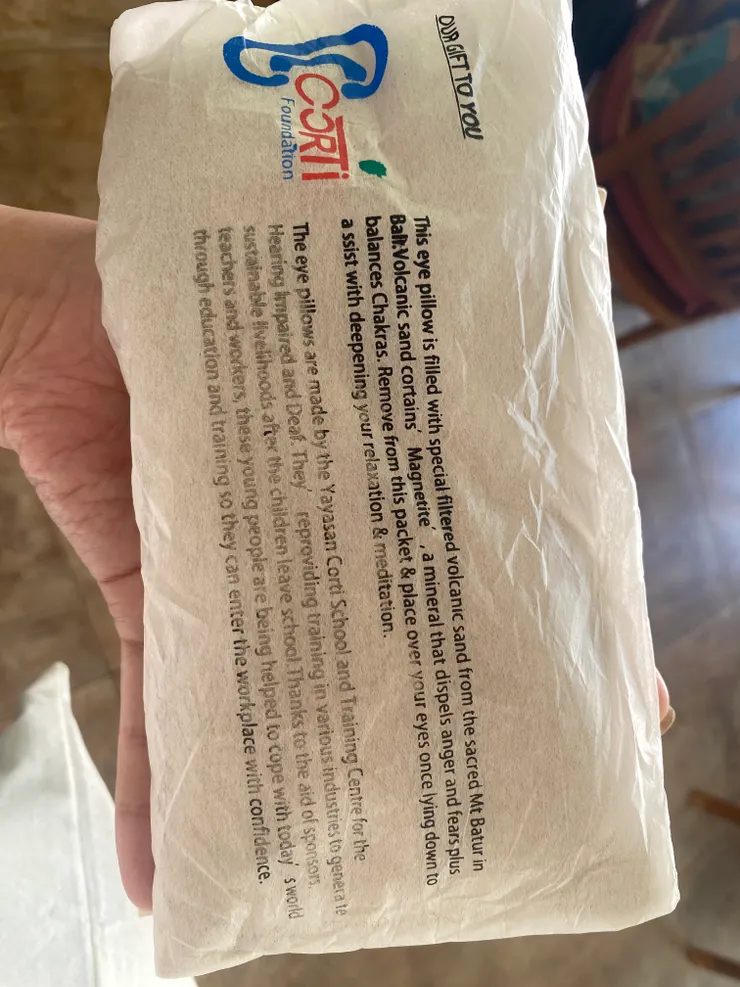 OUR GIFT TO YOU
CORTI
Foundation
This eye pillow is filled with special filtered volcanic sand from the sacred Mt Batur in
Bali.Volcanic sand cortains' Magnetite' , a mineral that dispels anger and fears plus
balances Chakras. Remove from this packet & place over your eyes once lying down to
a ssist with deepening your relaxation & meditation.
The eye pillows are made by the Yayasan Corti School and Training Centre for the
Hearing Impaired and Deaf. They' reproviding training in various industries to genera te
sustainable livelihoods after the children leave school. Thanks to the aid of sponsors,
teachers and workers, these young people are being helped to cope with today' s world
through education and training so they can enter the workplace with confidence.